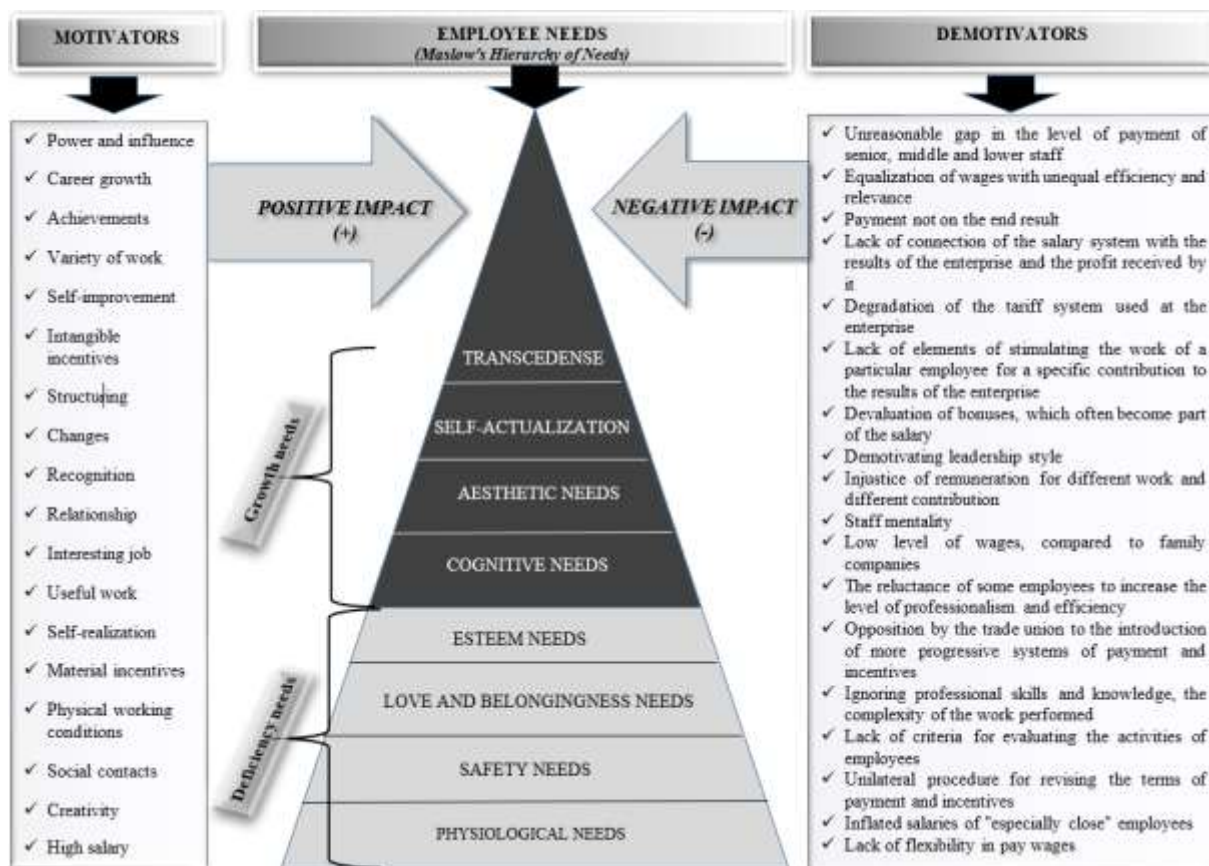 MOTIVATORS
✓ Power and influence
✓ Career growth
✓ Achievements
✓ Variety of work
✓ Self-improvement
✓ Intangible
incentives
✓ Structuring
✓ Changes
✓ Recognition
✓ Relationship
✓ Interesting job
✓ Useful work
✓ Self-realization
✓ Material incentives
✓ Physical working
conditions
✓ Social contacts
✓ Creativity
✓ High salary
EMPLOYEE NEEDS
(Maslow's Hierarchy of Needs)
POSITIVE IMPACT
(+)
NEGATIVE IMPACT
(-)
Growth needs
Deficiency needs
TRANSCEDENSE
SELF-ACTUALIZATION
AESTHETIC NEEDS
COGNITIVE NEEDS
ESTEEM NEEDS
LOVE AND BELONGINGNESS NEEDS
SAFETY NEEDS
PHYSIOLOGICAL NEEDS
DEMOTIVATORS
✓ Unreasonable gap in the level of payment of
senior, middle and lower staff
✓ Equalization of wages with unequal efficiency and
relevance
✓ Payment not on the end result
✓ Lack of connection of the salary system with the
results of the enterprise and the profit received by
it
✓ Degradation of the tariff system used at the
enterprise
✓ Lack of elements of stimulating the work of a
particular employee for a specific contribution to
the results of the enterprise
✓ Devaluation of bonuses, which often become part
of the salary
✓ Demotivating leadership style
✓ Injustice of remuneration for different work and
different contribution
✓ Staff mentality
✓ Low level of wages, compared to family
companies
✓ The reluctance of some employees to increase the
level of professionalism and efficiency
✓ Opposition by the trade union to the introduction
of more progressive systems of payment and
incentives
✓ Ignoring professional skills and knowledge, the
complexity of the work performed
✓ Lack of criteria for evaluating the activities of
employees
✓ Unilateral procedure for revising the terms of
payment and incentives
✓ Inflated salaries of "especially close" employees
✓ Lack of flexibility in pay wages